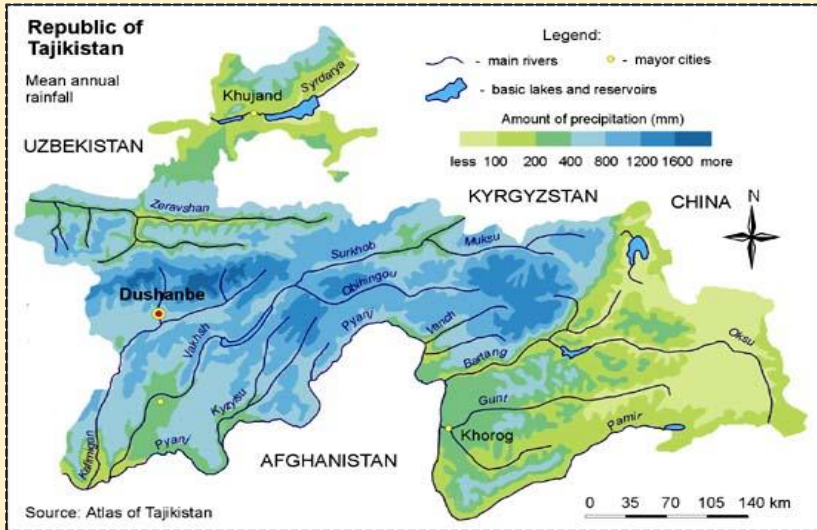 Republic of
Tajikistan
Mean annual
rainfall
Legend:
- main rivers
- mayor cities
- basic lakes and reservoirs
Amount of precipitation (mm)
less 100 200 400 800 1200 1600 more
Khujand
Syrdarya
UZBEKISTAN
KYRGYZSTAN
CHINA
N
Zeravshan
Surkhob
Muksu
Obihingou
Dushanbe
Vakhsh
Pyanj
Vanch
Bartang
Oksu
Kyzylsu
Gunt
Pamir
Khorog
Pyanj
Kafirnigan
AFGHANISTAN
Source: Atlas of Tajikistan
0 35 70 105 140 km